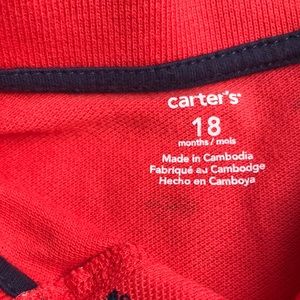 carter's®
18
months / mois
Made in Cambodia
Fabriqué au Cambodge
Hecho en Camboya